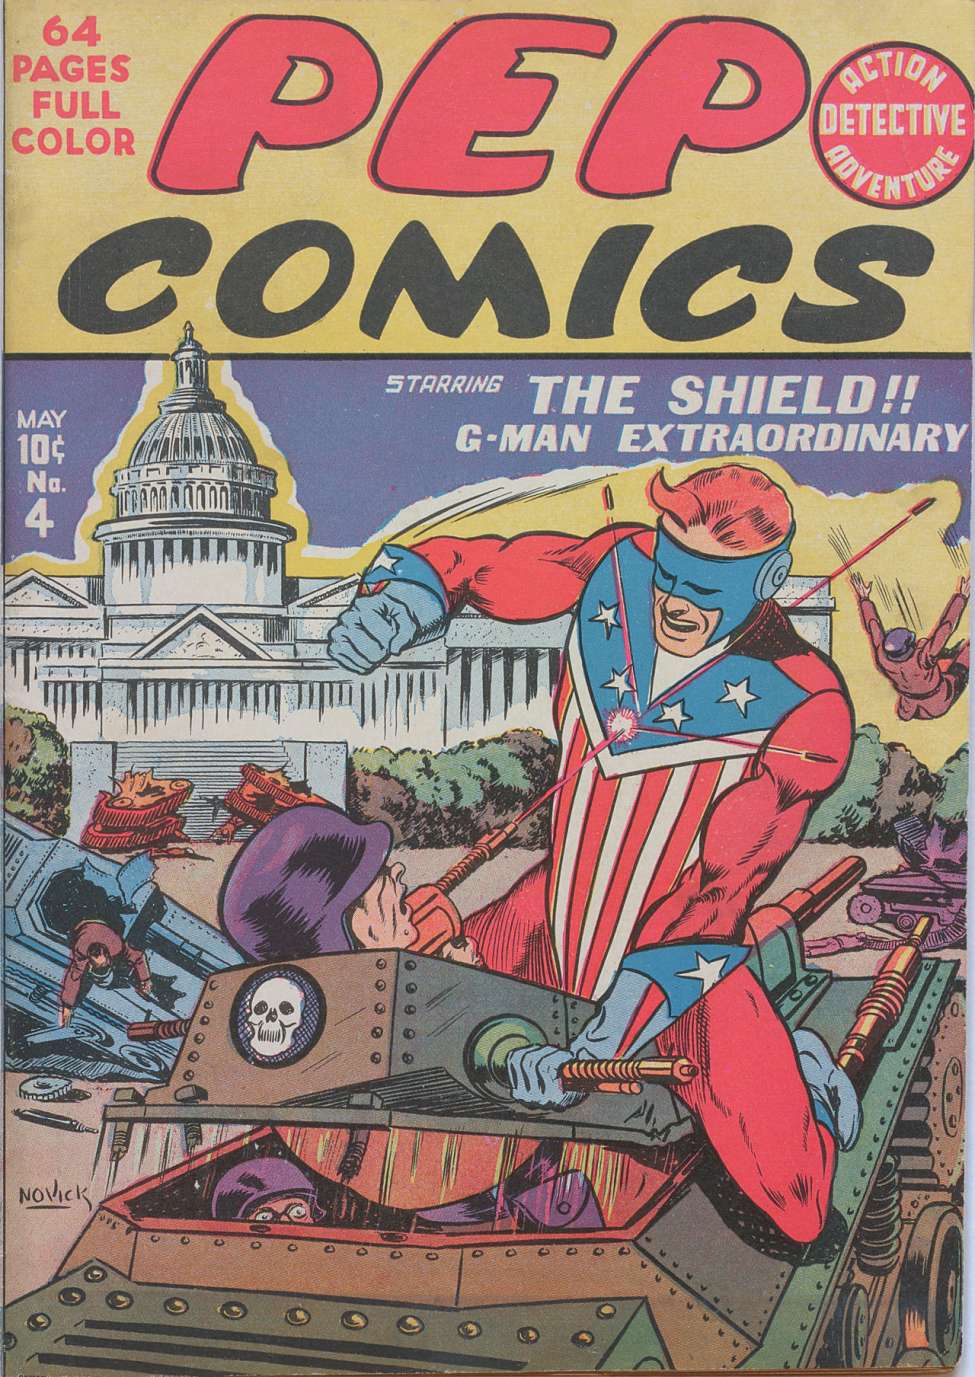 64
PAGES
FULL
COLOR
PEP
COMICS
ACTION
DETECTIVE
ADVENTURE
STARRING THE SHIELD!!
G-MAN EXTRAORDINARY
MAY
10¢
No.
4
NOVICK